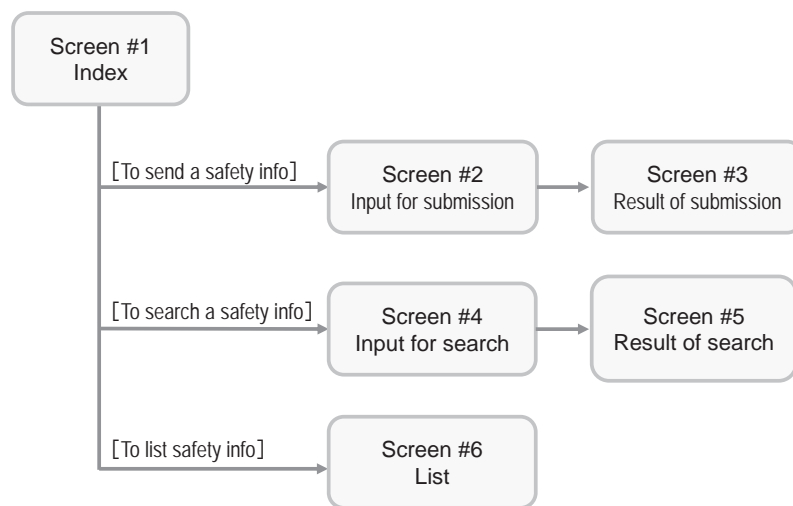 Screen #1
Index
[To send a safety info]
Screen #2
Input for submission
Screen #3
Result of submission
[To search a safety info]
Screen #4
Input for search
Screen #5
Result of search
[To list safety info]
Screen #6
List